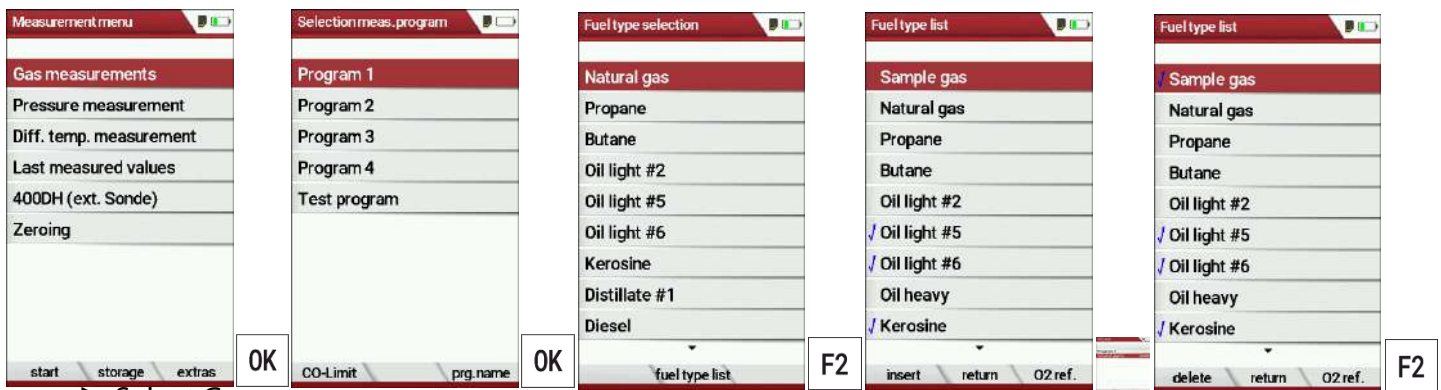 Measurement menu
Gas measurements
Pressure measurement
Diff. temp. measurement
Last measured values
400DH (ext. Sonde)
Zeroing
start storage extras
OK
Selection meas.program
Program 1
Program 2
Program 3
Program 4
Test program
CO-Limit prg.name
OK
Fuel type selection
Natural gas
Propane
Butane
Oil light #2
Oil light #5
Oil light #6
Kerosine
Distillate #1
Diesel
fuel type list
F2
Fuel type list
Sample gas
Natural gas
Propane
Butane
Oil light #2
√ Oil light #5
√ Oil light #6
Oil heavy
√ Kerosine
insert return O2 ref.
Fuel type list
√ Sample gas
Natural gas
Propane
Butane
Oil light #2
√ Oil light #5
√ Oil light #6
Oil heavy
√ Kerosine
delete return O2 ref.
F2